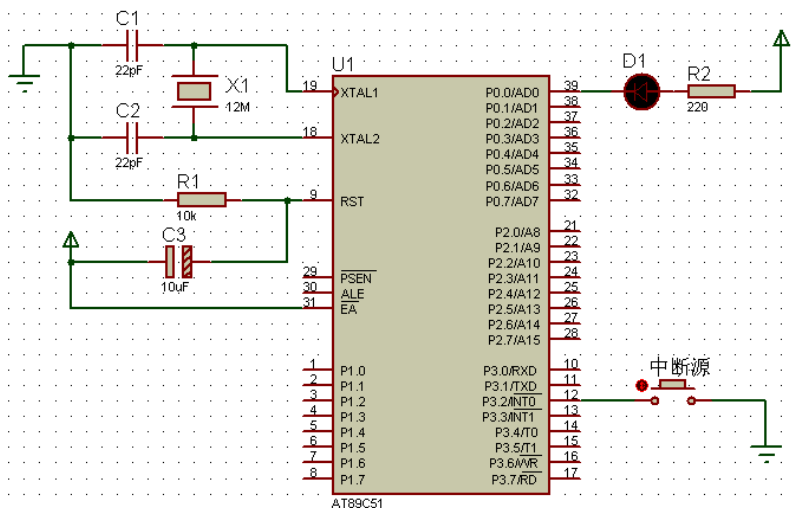 C1
22pF
X1
12M
C2
22pF
R1
10k
C3
10uF
U1
19 XTAL1
18 XTAL2
9 RST
29 PSEN
30 ALE
31 EA
1 P1.0
2 P1.1
3 P1.2
4 P1.3
5 P1.4
6 P1.5
7 P1.6
8 P1.7
P0.0/AD0 39
P0.1/AD1 38
P0.2/AD2 37
P0.3/AD3 36
P0.4/AD4 35
P0.5/AD5 34
P0.6/AD6 33
P0.7/AD7 32
P2.0/A8 21
P2.1/A9 22
P2.2/A10 23
P2.3/A11 24
P2.4/A12 25
P2.5/A13 26
P2.6/A14 27
P2.7/A15 28
P3.0/RXD 10
P3.1/TXD 11
P3.2/INT0 12
P3.3/INT1 13
P3.4/T0 14
P3.5/T1 15
P3.6/WR 16
P3.7/RD 17
AT89C51
D1
R2
220
中断源